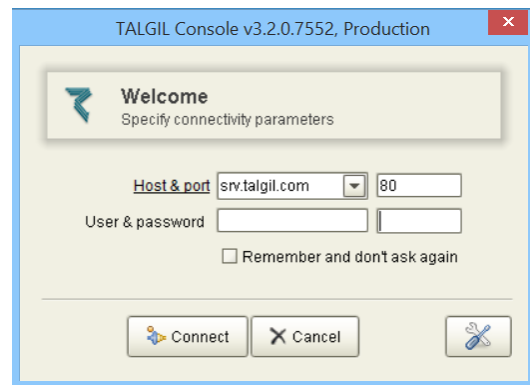 TALGIL Console v3.2.0.7552, Production
Welcome
Specify connectivity parameters
Host & port srv.talgil.com 80
User & password
Remember and don't ask again
Connect Cancel